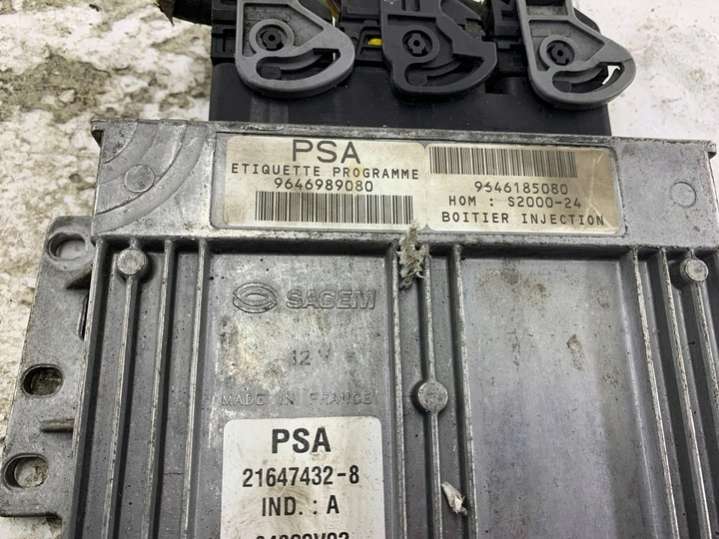 PSA
ETIQUETTE PROGRAMME
9646989080
9646185080
HOM : S2000-24
BOITIER INJECTION
SAGEM
12 V
MADE IN FRANCE
PSA
21647432-8
IND. : A